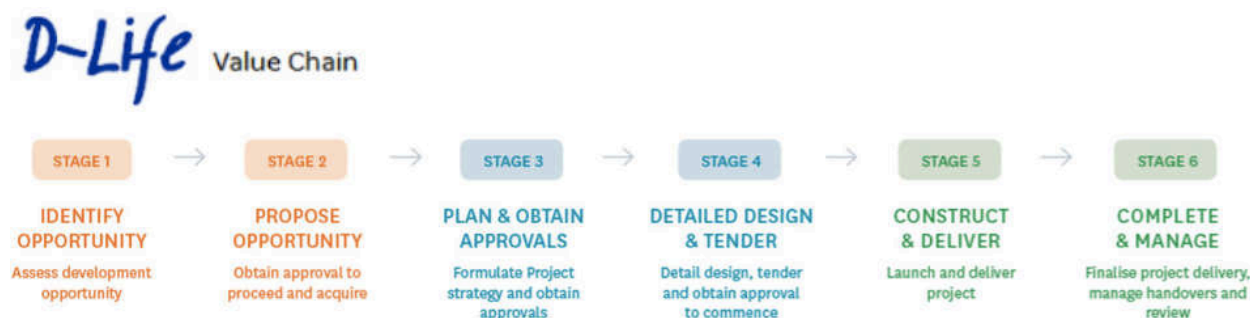 D-Life Value Chain
STAGE 1
STAGE 2
STAGE 3
STAGE 4
STAGE 5
STAGE 6
IDENTIFY
OPPORTUNITY
Assess development
opportunity
PROPOSE
OPPORTUNITY
Obtain approval to
proceed and acquire
PLAN & OBTAIN
APPROVALS
Formulate Project
strategy and obtain
approvals
DETAILED DESIGN
& TENDER
Detail design, tender
and obtain approval
to commence
CONSTRUCT
& DELIVER
Launch and deliver
project
COMPLETE
& MANAGE
Finalise project delivery,
manage handovers and
review